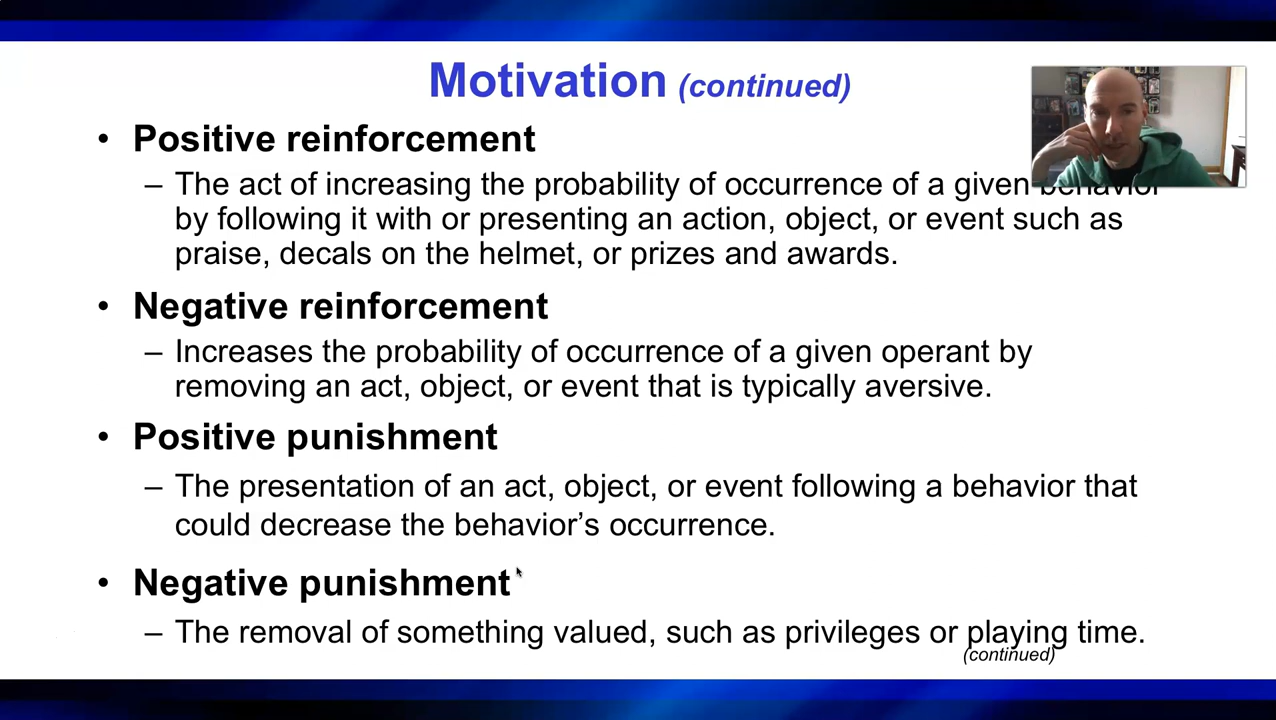 Motivation (continued)
• Positive reinforcement
– The act of increasing the probability of occurrence of a given behavior
by following it with or presenting an action, object, or event such as
praise, decals on the helmet, or prizes and awards.
• Negative reinforcement
– Increases the probability of occurrence of a given operant by
removing an act, object, or event that is typically aversive.
• Positive punishment
– The presentation of an act, object, or event following a behavior that
could decrease the behavior’s occurrence.
• Negative punishment
– The removal of something valued, such as privileges or playing time.
(continued)